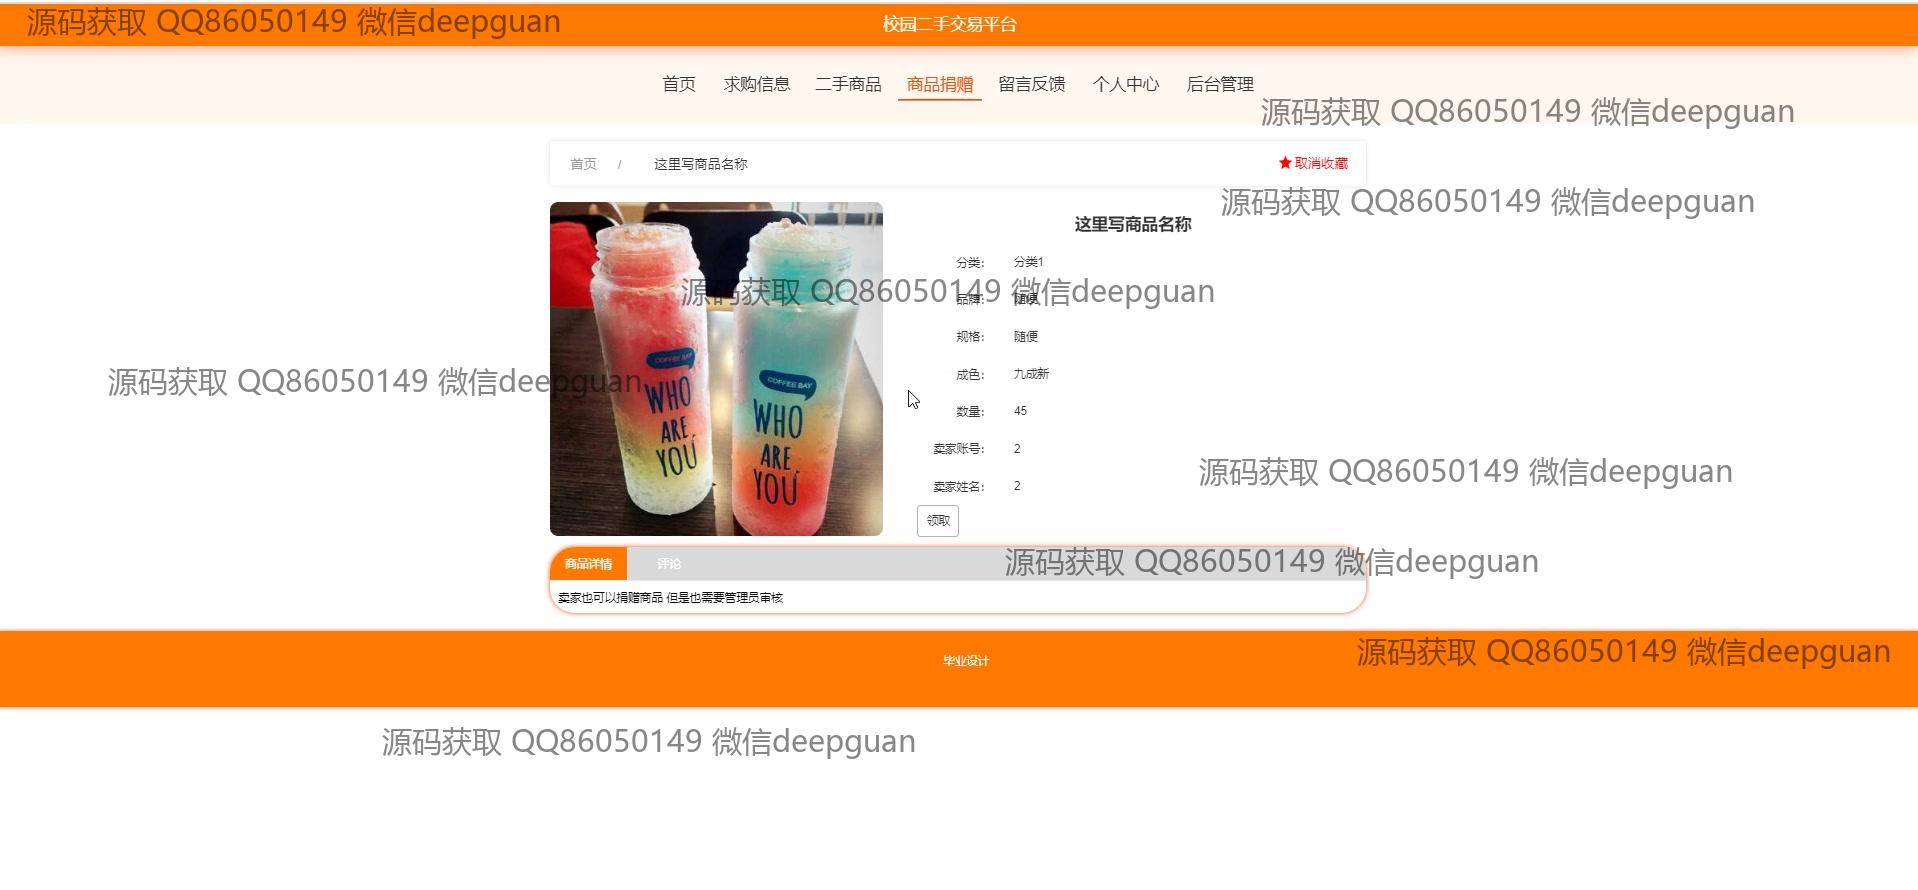 源码获取 QQ86050149 微信deepguan
校园二手交易平台
首页 求购信息 二手商品 商品捐赠 留言反馈 个人中心 后台管理
源码获取 QQ86050149 微信deepguan
首页 / 这里写商品名称 ★取消收藏
源码获取 QQ86050149 微信deepguan
这里写商品名称
分类: 分类1
源码获取 QQ86050149 微信deepguan
品牌: 随便
规格: 随便
成色: 九成新
源码获取 QQ86050149 微信deepguan
数量: 45
卖家账号: 2
源码获取 QQ86050149 微信deepguan
卖家姓名: 2
领取
COFFEE BAY
WHO
ARE
YOU
COFFEE BAY
WHO
ARE
YOU
商品详情 评论
源码获取 QQ86050149 微信deepguan
卖家也可以捐赠商品 但是也需要管理员审核
源码获取 QQ86050149 微信deepguan
毕业设计
源码获取 QQ86050149 微信deepguan